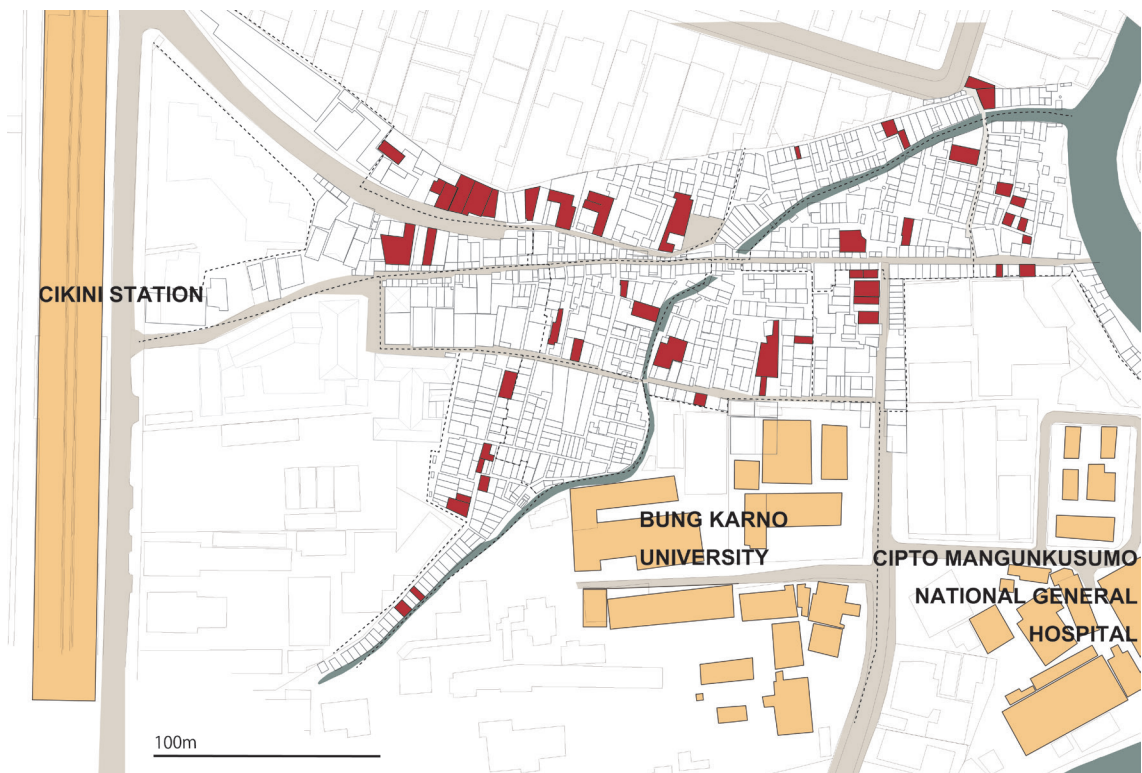 CIKINI STATION
BUNG KARNO
UNIVERSITY
CIPTO MANGUNKUSUMO
NATIONAL GENERAL
HOSPITAL
100m